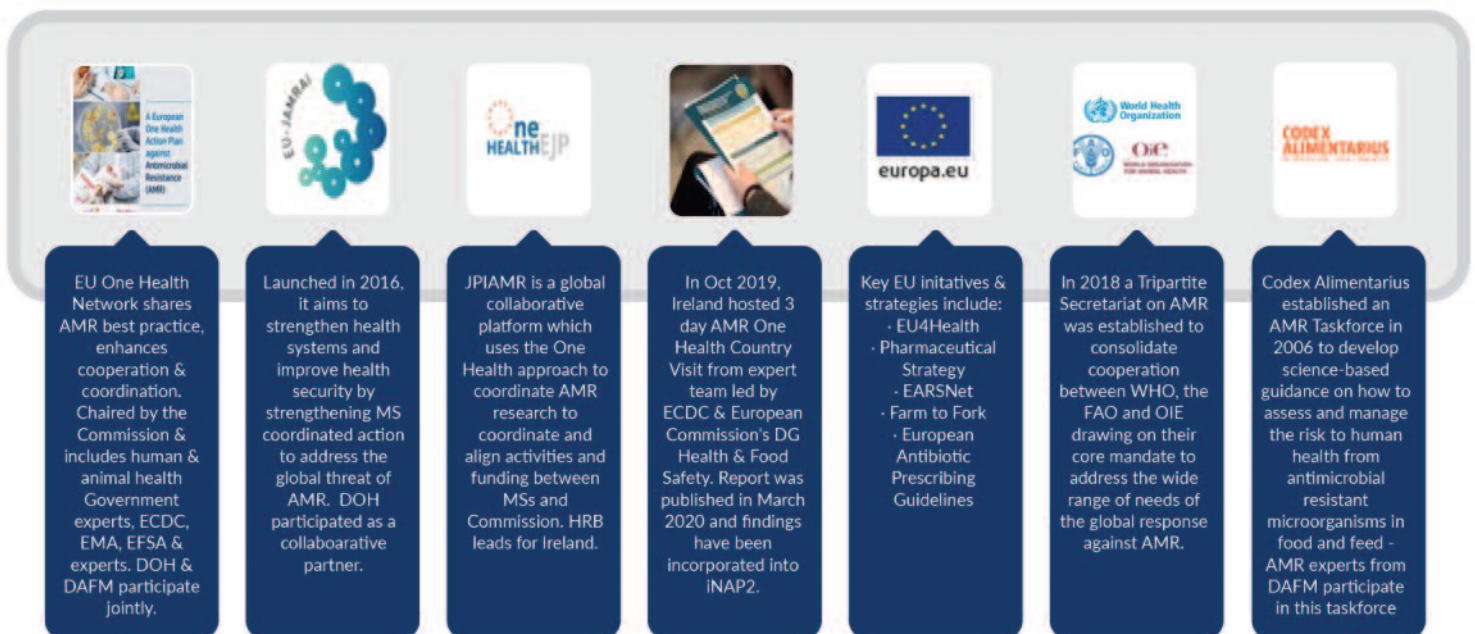 A European
One Health
Action Plan
against
Antimicrobial
Resistance
(AMR)
EU-JAMRAI
One
HEALTHEJP
europa.eu
World Health
Organization
OiE
WORLD ORGANISATION
FOR ANIMAL HEALTH
CODEX
ALIMENTARIUS
EU One Health
Network shares
AMR best practice,
enhances
cooperation &
coordination.
Chaired by the
Commission &
includes human &
animal health
Government
experts, ECDC,
EMA, EFSA &
experts. DOH &
DAFM participate
jointly.
Launched in 2016,
it aims to
strengthen health
systems and
improve health
security by
strengthening MS
coordinated action
to address the
global threat of
AMR. DOH
participated as a
collaboarative
partner.
JPIAMR is a global
collaborative
platform which
uses the One
Health approach to
coordinate AMR
research to
coordinate and
align activities and
funding between
MSs and
Commission. HRB
leads for Ireland.
In Oct 2019,
Ireland hosted 3
day AMR One
Health Country
Visit from expert
team led by
ECDC & European
Commission's DG
Health & Food
Safety. Report was
published in March
2020 and findings
have been
incorporated into
iNAP2.
Key EU initatives &
strategies include:
· EU4Health
· Pharmaceutical
Strategy
· EARSNet
· Farm to Fork
· European
Antibiotic
Prescribing
Guidelines
In 2018 a Tripartite
Secretariat on AMR
was established to
consolidate
cooperation
between WHO, the
FAO and OIE
drawing on their
core mandate to
address the wide
range of needs of
the global response
against AMR.
Codex Alimentarius
established an
AMR Taskforce in
2006 to develop
science-based
guidance on how to
assess and manage
the risk to human
health from
antimicrobial
resistant
microorganisms in
food and feed -
AMR experts from
DAFM participate
in this taskforce